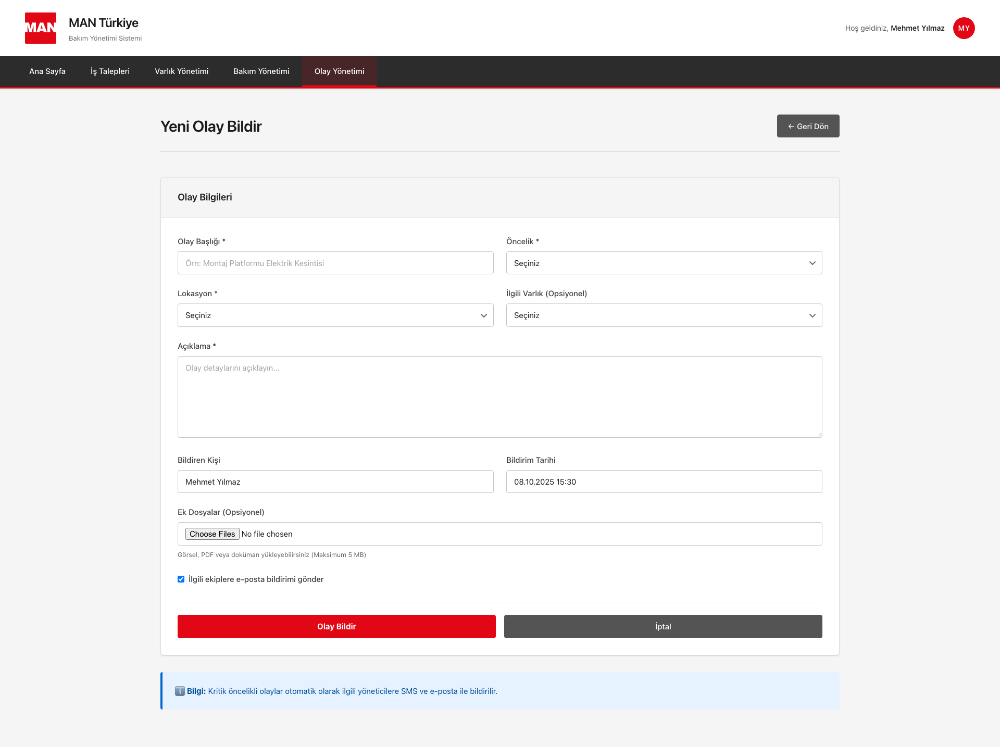 MAN
MAN Türkiye
Bakım Yönetimi Sistemi
Hoş geldiniz, Mehmet Yılmaz
MY
Ana Sayfa
İş Talepleri
Varlık Yönetimi
Bakım Yönetimi
Olay Yönetimi
Yeni Olay Bildir
← Geri Dön
Olay Bilgileri
Olay Başlığı *
Örn: Montaj Platformu Elektrik Kesintisi
Öncelik *
Seçiniz
Lokasyon *
Seçiniz
İlgili Varlık (Opsiyonel)
Seçiniz
Açıklama *
Olay detaylarını açıklayın...
Bildiren Kişi
Mehmet Yılmaz
Bildirim Tarihi
08.10.2025 15:30
Ek Dosyalar (Opsiyonel)
Choose Files No file chosen
Görsel, PDF veya doküman yükleyebilirsiniz (Maksimum 5 MB)
İlgili ekiplere e-posta bildirimi gönder
Olay Bildir
İptal
ℹ️ Bilgi: Kritik öncelikli olaylar otomatik olarak ilgili yöneticilere SMS ve e-posta ile bildirilir.